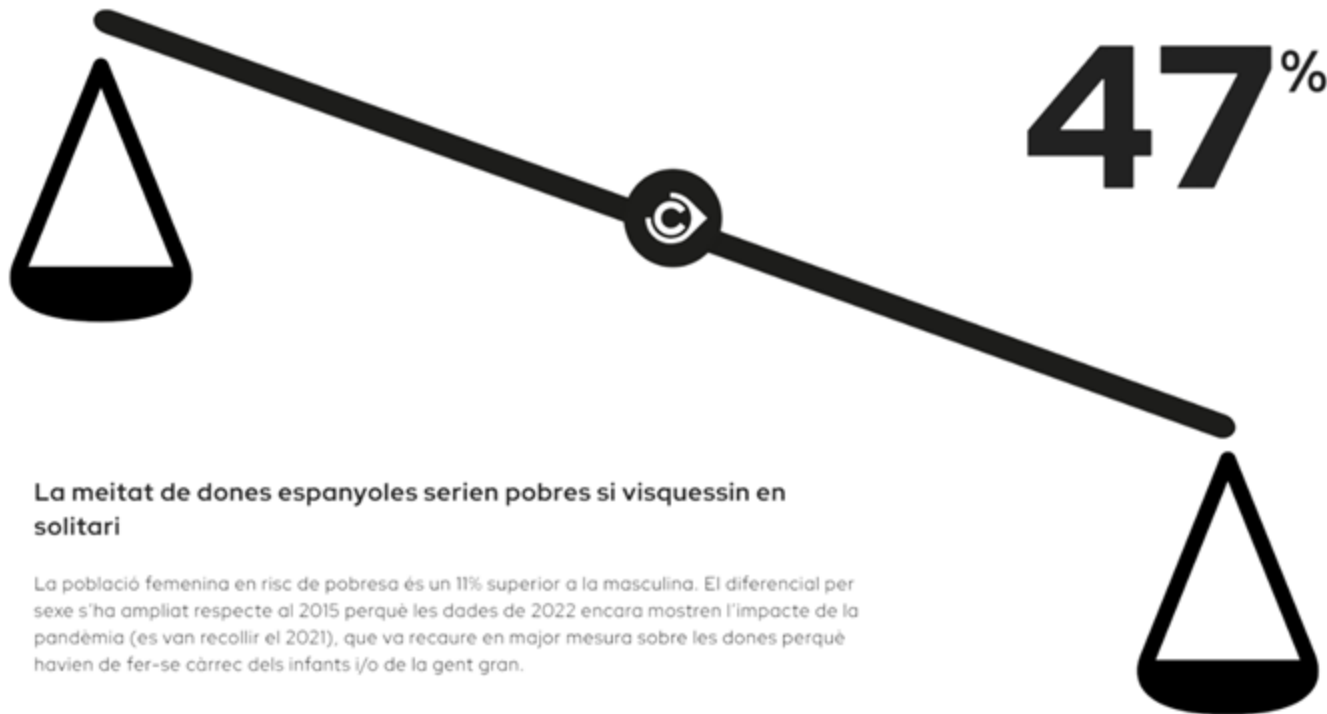 47%
La meitat de dones espanyoles serien pobres si visquessin en
solitari
La població femenina en risc de pobresa és un 11% superior a la masculina. El diferencial per
sexe s'ha ampliat respecte al 2015 perquè les dades de 2022 encara mostren l'impacte de la
pandèmia (es van recollir el 2021), que va recaure en major mesura sobre les dones perquè
havien de fer-se càrrec dels infants i/o de la gent gran.